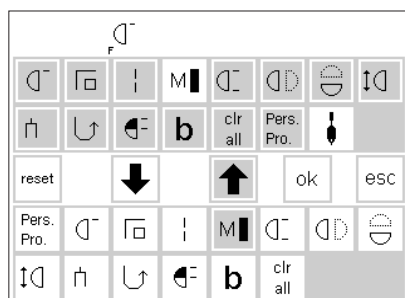 F
M
b clr all Pers. Pro.
reset ok esc
Pers. Pro. M
b clr all